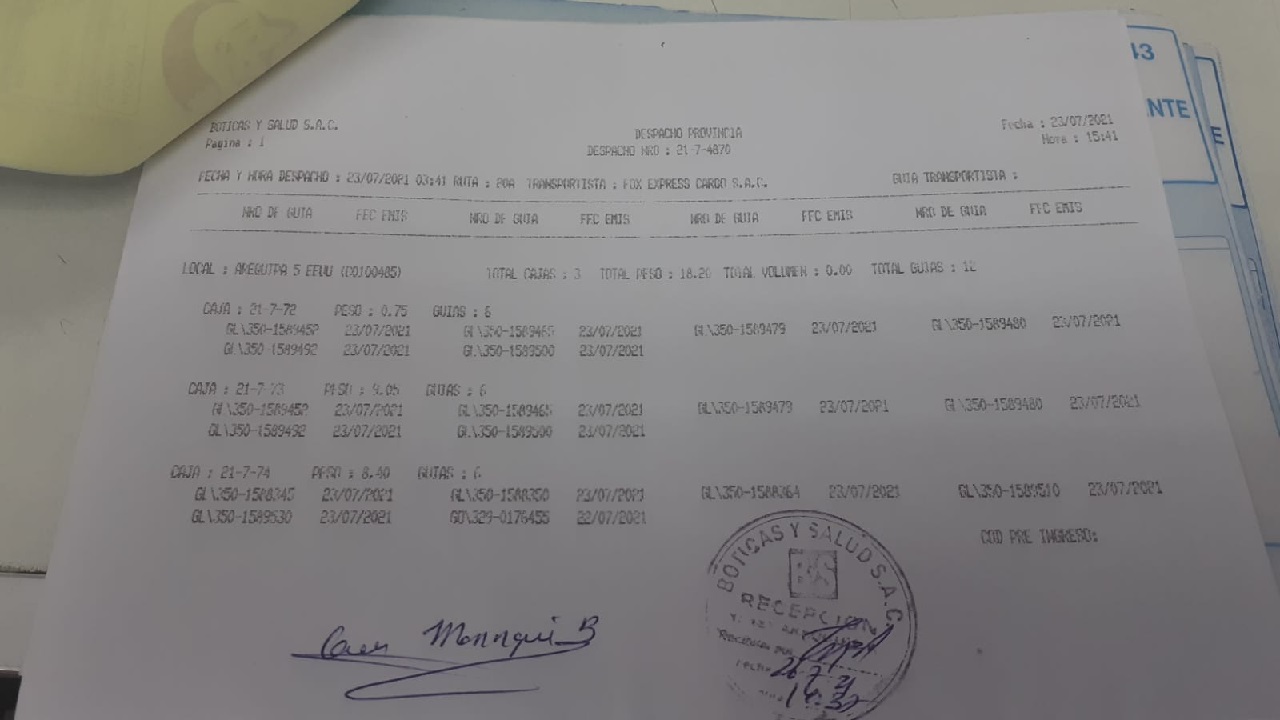 BOTICAS Y SALUD S.A.C.
Pagina : 1
DESPACHO PROVINCIA
DESPACHO NRO : 21-7-4870
Fecha : 23/07/2021
Hora : 15:41
FECHA Y HORA DESPACHO : 23/07/2021 03:41 RUTA : 20A TRANSPORTISTA : FOX EXPRESS CARGO S.A.C. GUIA TRANSPORTISTA :
NRO DE GUIA FEC EMIS NRO DE GUIA FEC EMIS NRO DE GUIA FEC EMIS NRO DE GUIA FEC EMIS
LOCAL : AREQUIPA 5 EEUU (D0100485) TOTAL CAJAS : 3 TOTAL PESO : 18.20 TOTAL VOLUMEN : 0.00 TOTAL GUIAS : 12
CAJA : 21-7-72 PESO : 0.75 GUIAS : 6
GL\350-1589452 23/07/2021 GL\350-1589465 23/07/2021 GL\350-1589479 23/07/2021 GL\350-1589480 23/07/2021
GL\350-1589492 23/07/2021 GL\350-1589500 23/07/2021
CAJA : 21-7-73 PESO : 9.05 GUIAS : 6
GL\350-1589452 23/07/2021 GL\350-1589465 23/07/2021 GL\350-1589479 23/07/2021 GL\350-1589480 23/07/2021
GL\350-1589492 23/07/2021 GL\350-1589500 23/07/2021
CAJA : 21-7-74 PESO : 8.40 GUIAS : 6
GL\350-1588345 23/07/2021 GL\350-1588350 23/07/2021 GL\350-1588364 23/07/2021 GL\350-1589510 23/07/2021
GL\350-1589530 23/07/2021 GO\329-0176455 22/07/2021
COD PRE INGRESO:
BOTICAS Y SALUD S.A.C.
RECEPCION
Fecha
43
NTE
E